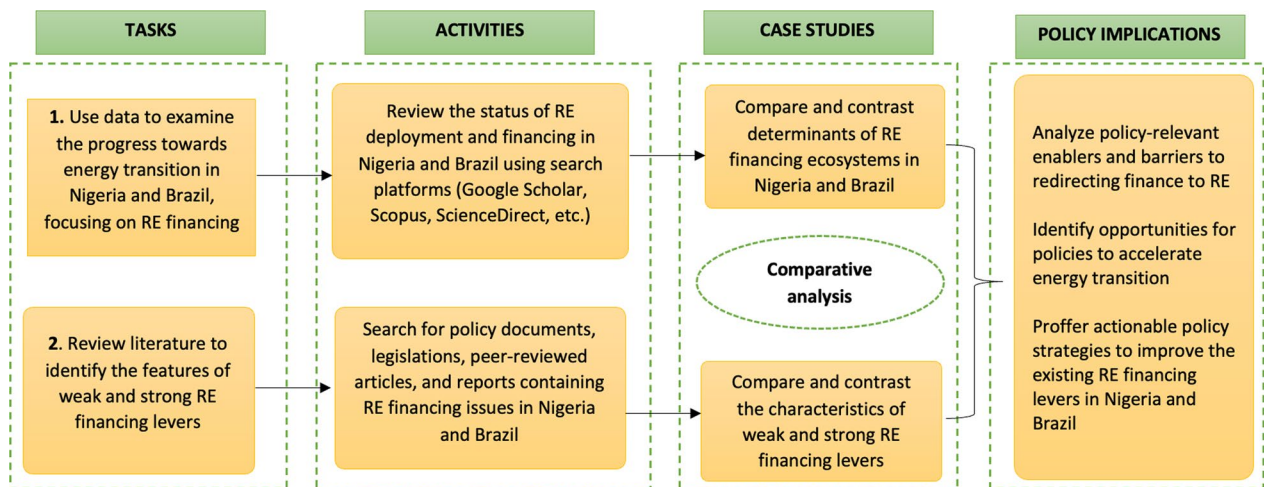 TASKS
1. Use data to examine
the progress towards
energy transition in
Nigeria and Brazil,
focusing on RE financing
2. Review literature to
identify the features of
weak and strong RE
financing levers
ACTIVITIES
Review the status of RE
deployment and financing in
Nigeria and Brazil using search
platforms (Google Scholar,
Scopus, ScienceDirect, etc.)
Search for policy documents,
legislations, peer-reviewed
articles, and reports containing
RE financing issues in Nigeria
and Brazil
CASE STUDIES
Compare and contrast
determinants of RE
financing ecosystems in
Nigeria and Brazil
Comparative
analysis
Compare and contrast
the characteristics of
weak and strong RE
financing levers
POLICY IMPLICATIONS
Analyze policy-relevant
enablers and barriers to
redirecting finance to RE
Identify opportunities for
policies to accelerate
energy transition
Proffer actionable policy
strategies to improve the
existing RE financing
levers in Nigeria and
Brazil